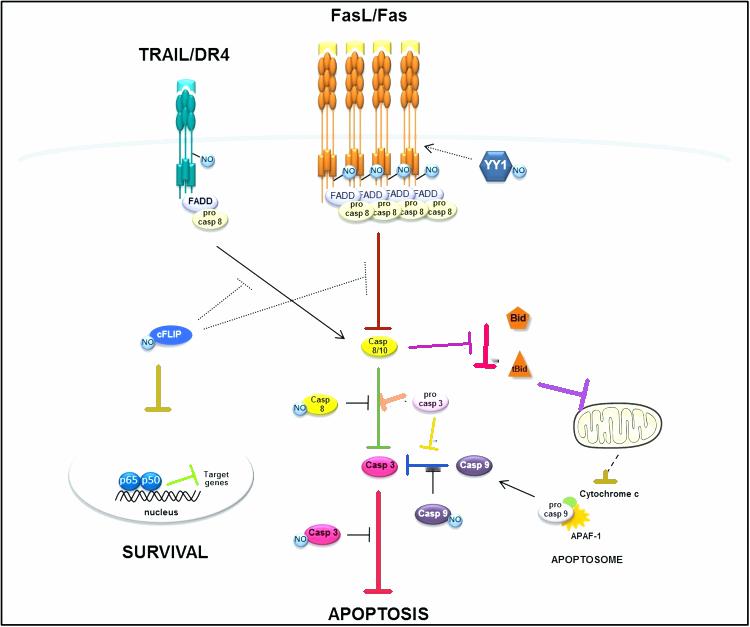 FasL/Fas
TRAIL/DR4
NO
YY1
NO
NO
NO
NO
NO
FADD
FADD
FADD
FADD
FADD
pro
casp 8
pro
casp 8
pro
casp 8
pro
casp 8
pro
casp 8
cFLIP
NO
Casp
8/10
Bid
tBid
Casp
8
NO
pro
casp 3
p65
p50
Target
genes
nucleus
Casp 3
Casp 9
Cytochrome c
pro
casp 9
APAF-1
Casp 9
NO
Casp 3
NO
SURVIVAL
APOPTOSOME
APOPTOSIS